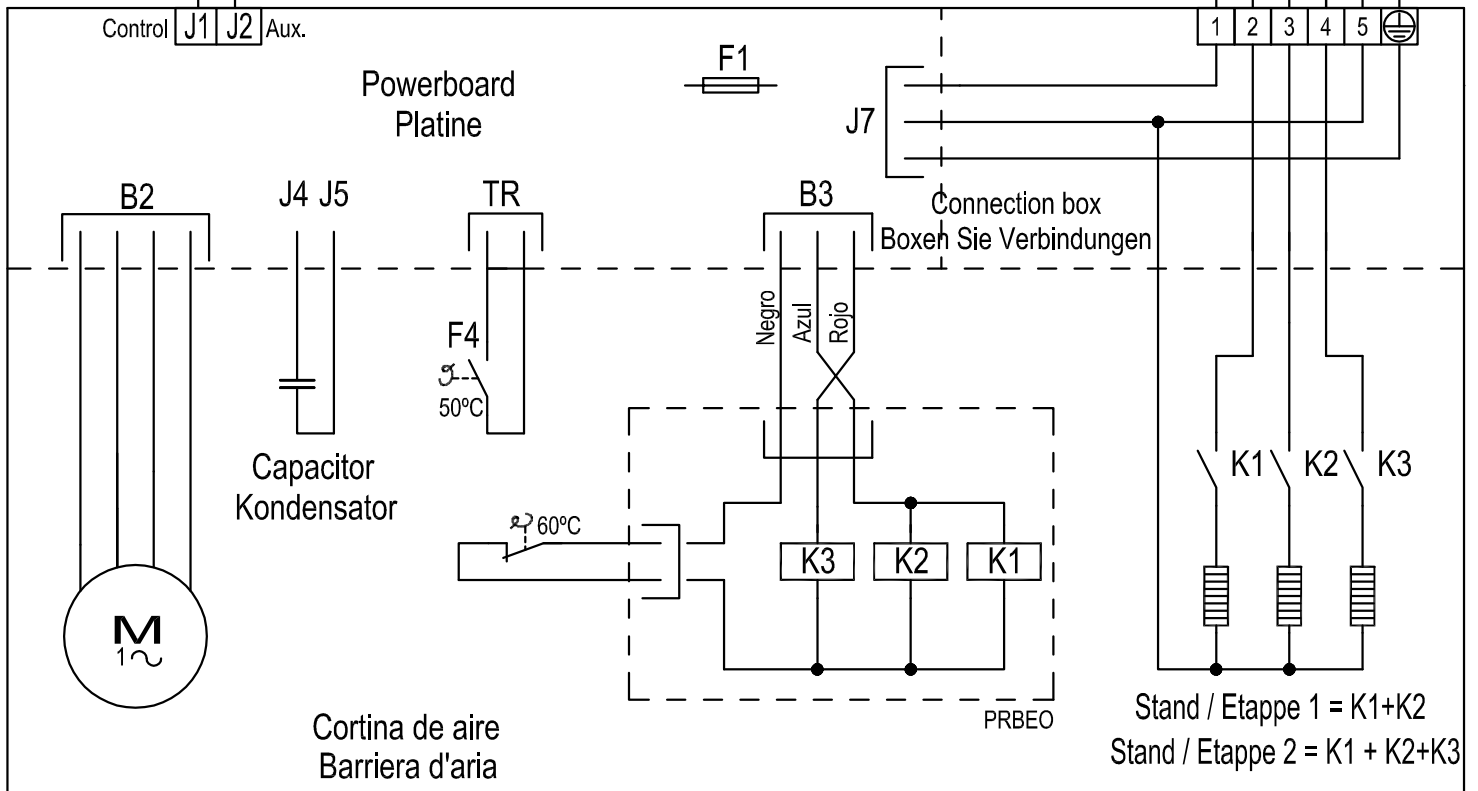 Control J1 J2 Aux.
1 2 3 4 5
F1
Powerboard
Platine
J7
B2
J4 J5
TR
B3
Connection box
Boxen Sie Verbindungen
Negro
Azul
Rojo
F4
50ºC
Capacitor
Kondensator
K1 K2 K3
60ºC
K3 K2 K1
M
1
PRBEO
Stand / Etappe 1 = K1+K2
Stand / Etappe 2 = K1 + K2+K3
Cortina de aire
Barriera d'aria